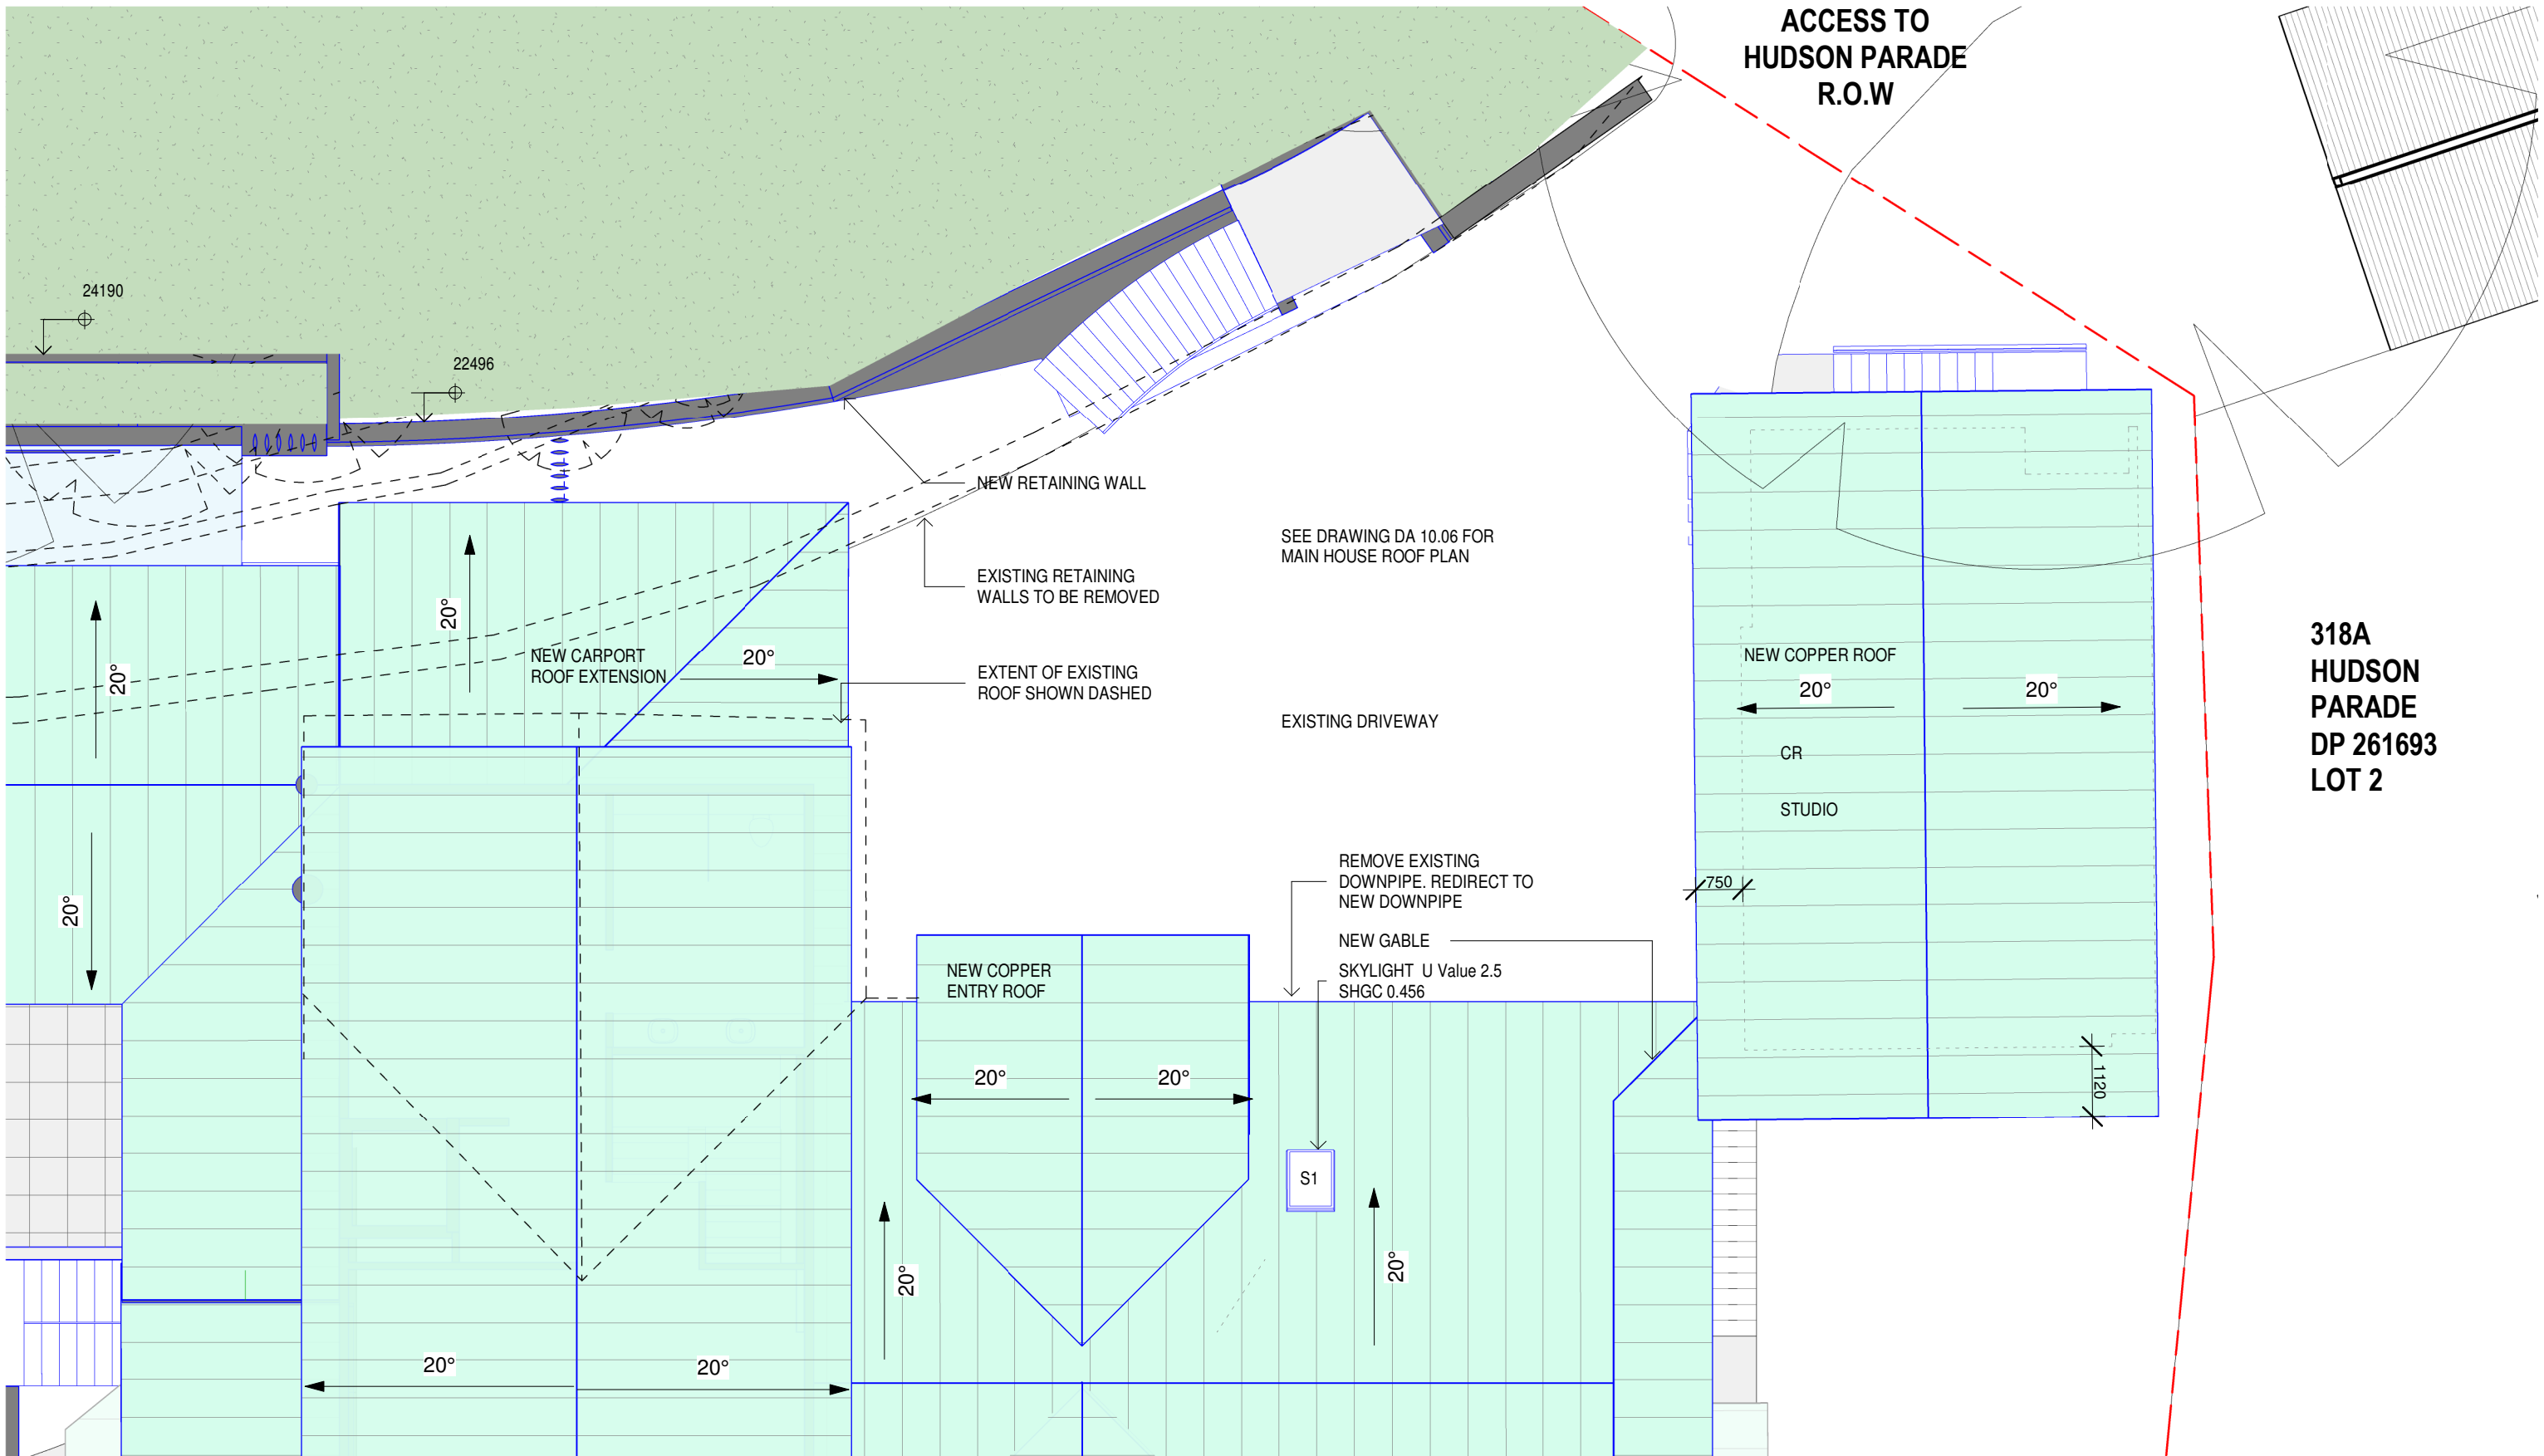 ACCESS TO
HUDSON PARADE
R.O.W
24190
22496
NEW RETAINING WALL
SEE DRAWING DA 10.06 FOR
MAIN HOUSE ROOF PLAN
EXISTING RETAINING
WALLS TO BE REMOVED
20°
20°
NEW CARPORT
ROOF EXTENSION
20°
EXTENT OF EXISTING
ROOF SHOWN DASHED
EXISTING DRIVEWAY
NEW COPPER ROOF
20°
20°
CR
STUDIO
318A
HUDSON
PARADE
DP 261693
LOT 2
20°
REMOVE EXISTING
DOWNPIPE. REDIRECT TO
NEW DOWNPIPE
750
NEW GABLE
SKYLIGHT U Value 2.5
SHGC 0.456
NEW COPPER
ENTRY ROOF
20°
20°
1120
S1
20°
20°
20°
20°